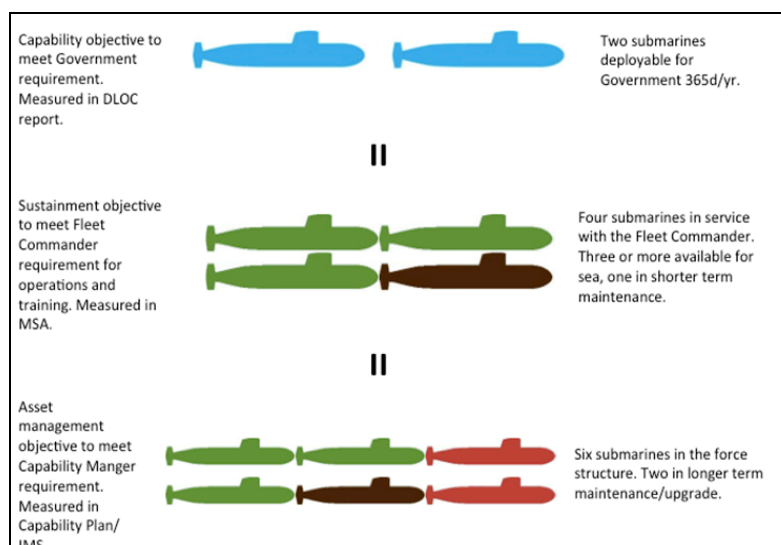 Capability objective to
meet Government
requirement.
Measured in DLOC
report.
Two submarines
deployable for
Government 365d/yr.
Sustainment objective
to meet Fleet
Commander
requirement for
operations and
training. Measured in
MSA.
Four submarines in service
with the Fleet Commander.
Three or more available for
sea, one in shorter term
maintenance.
Asset
management
objective to meet
Capability Manger
requirement.
Measured in
Capability Plan/
IMS
Six submarines in the force
structure. Two in longer term
maintenance/upgrade.